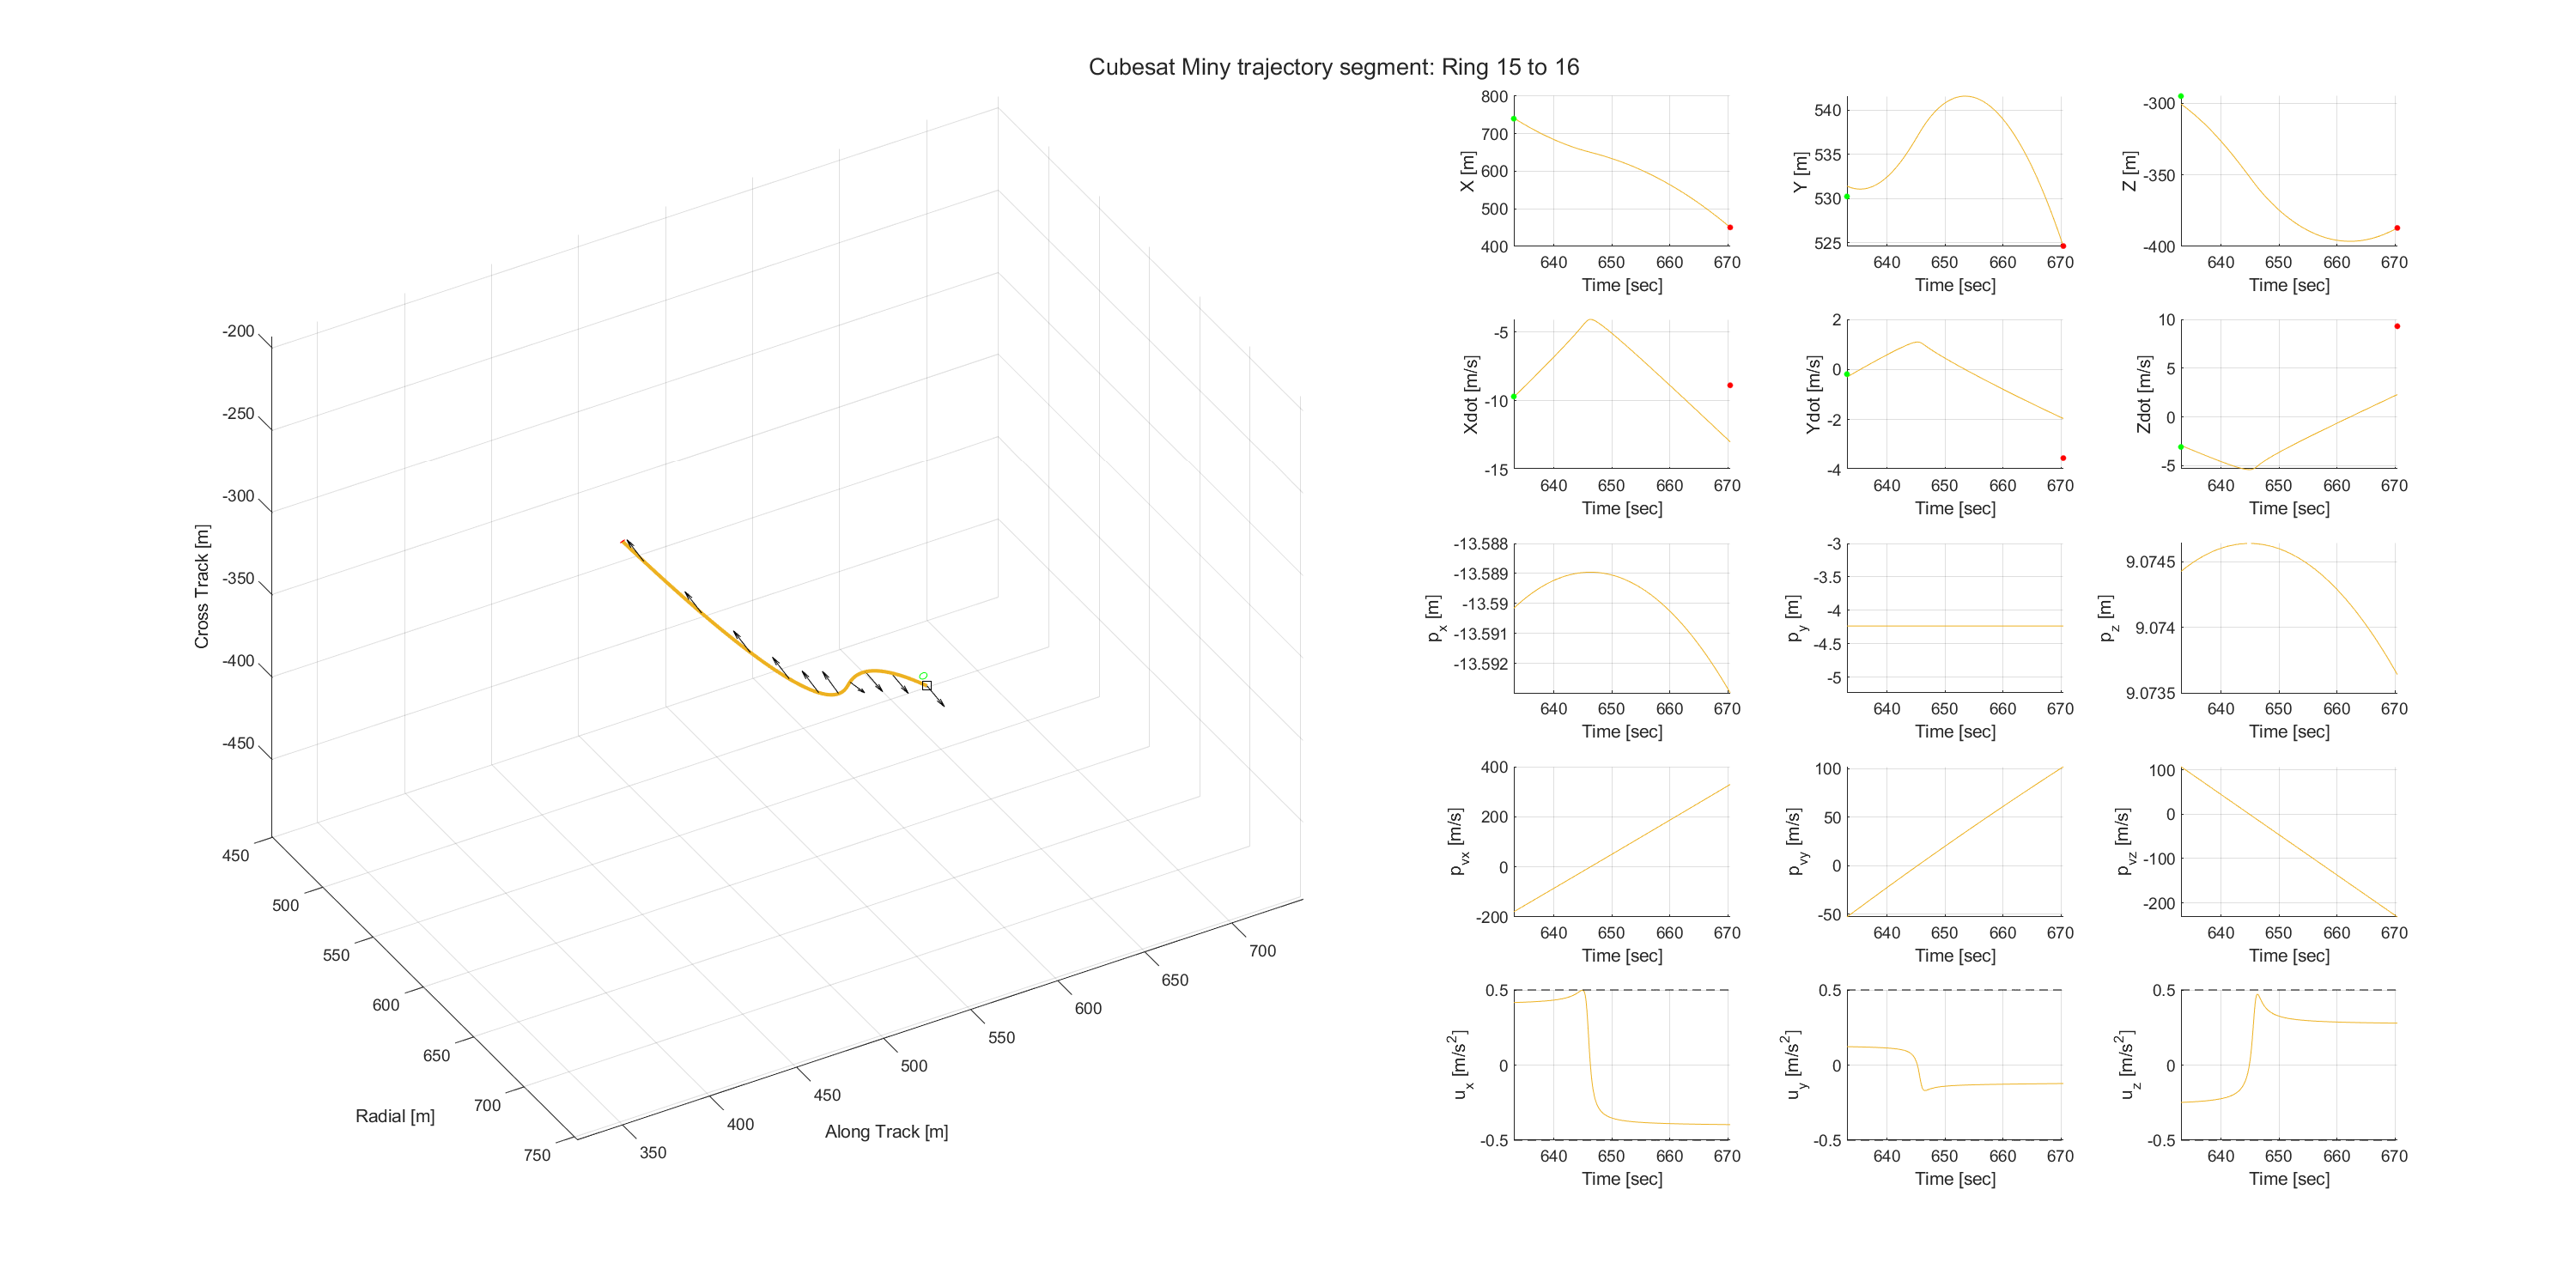 Cubesat Miny trajectory segment: Ring 15 to 16
-200
-250
-300
-350
-400
-450
Cross Track [m]
450
500
550
600
650
700
750
Radial [m]
350
400
450
500
550
600
650
700
Along Track [m]
800
700
600
500
400
X [m]
640 650 660 670
Time [sec]
540
535
530
525
Y [m]
640 650 660 670
Time [sec]
-300
-350
-400
Z [m]
640 650 660 670
Time [sec]
-5
-10
-15
Xdot [m/s]
640 650 660 670
Time [sec]
2
0
-2
-4
Ydot [m/s]
640 650 660 670
Time [sec]
10
5
0
-5
Zdot [m/s]
640 650 660 670
Time [sec]
-13.588
-13.589
-13.59
-13.591
-13.592
p_x [m]
640 650 660 670
Time [sec]
-3
-3.5
-4
-4.5
-5
p_y [m]
640 650 660 670
Time [sec]
9.0745
9.074
9.0735
p_z [m]
640 650 660 670
Time [sec]
400
200
0
-200
p_vx [m/s]
640 650 660 670
Time [sec]
100
50
0
-50
p_vy [m/s]
640 650 660 670
Time [sec]
100
0
-100
-200
p_vz [m/s]
640 650 660 670
Time [sec]
0.5
0
-0.5
u_x [m/s²]
640 650 660 670
Time [sec]
0.5
0
-0.5
u_y [m/s²]
640 650 660 670
Time [sec]
0.5
0
-0.5
u_z [m/s²]
640 650 660 670
Time [sec]